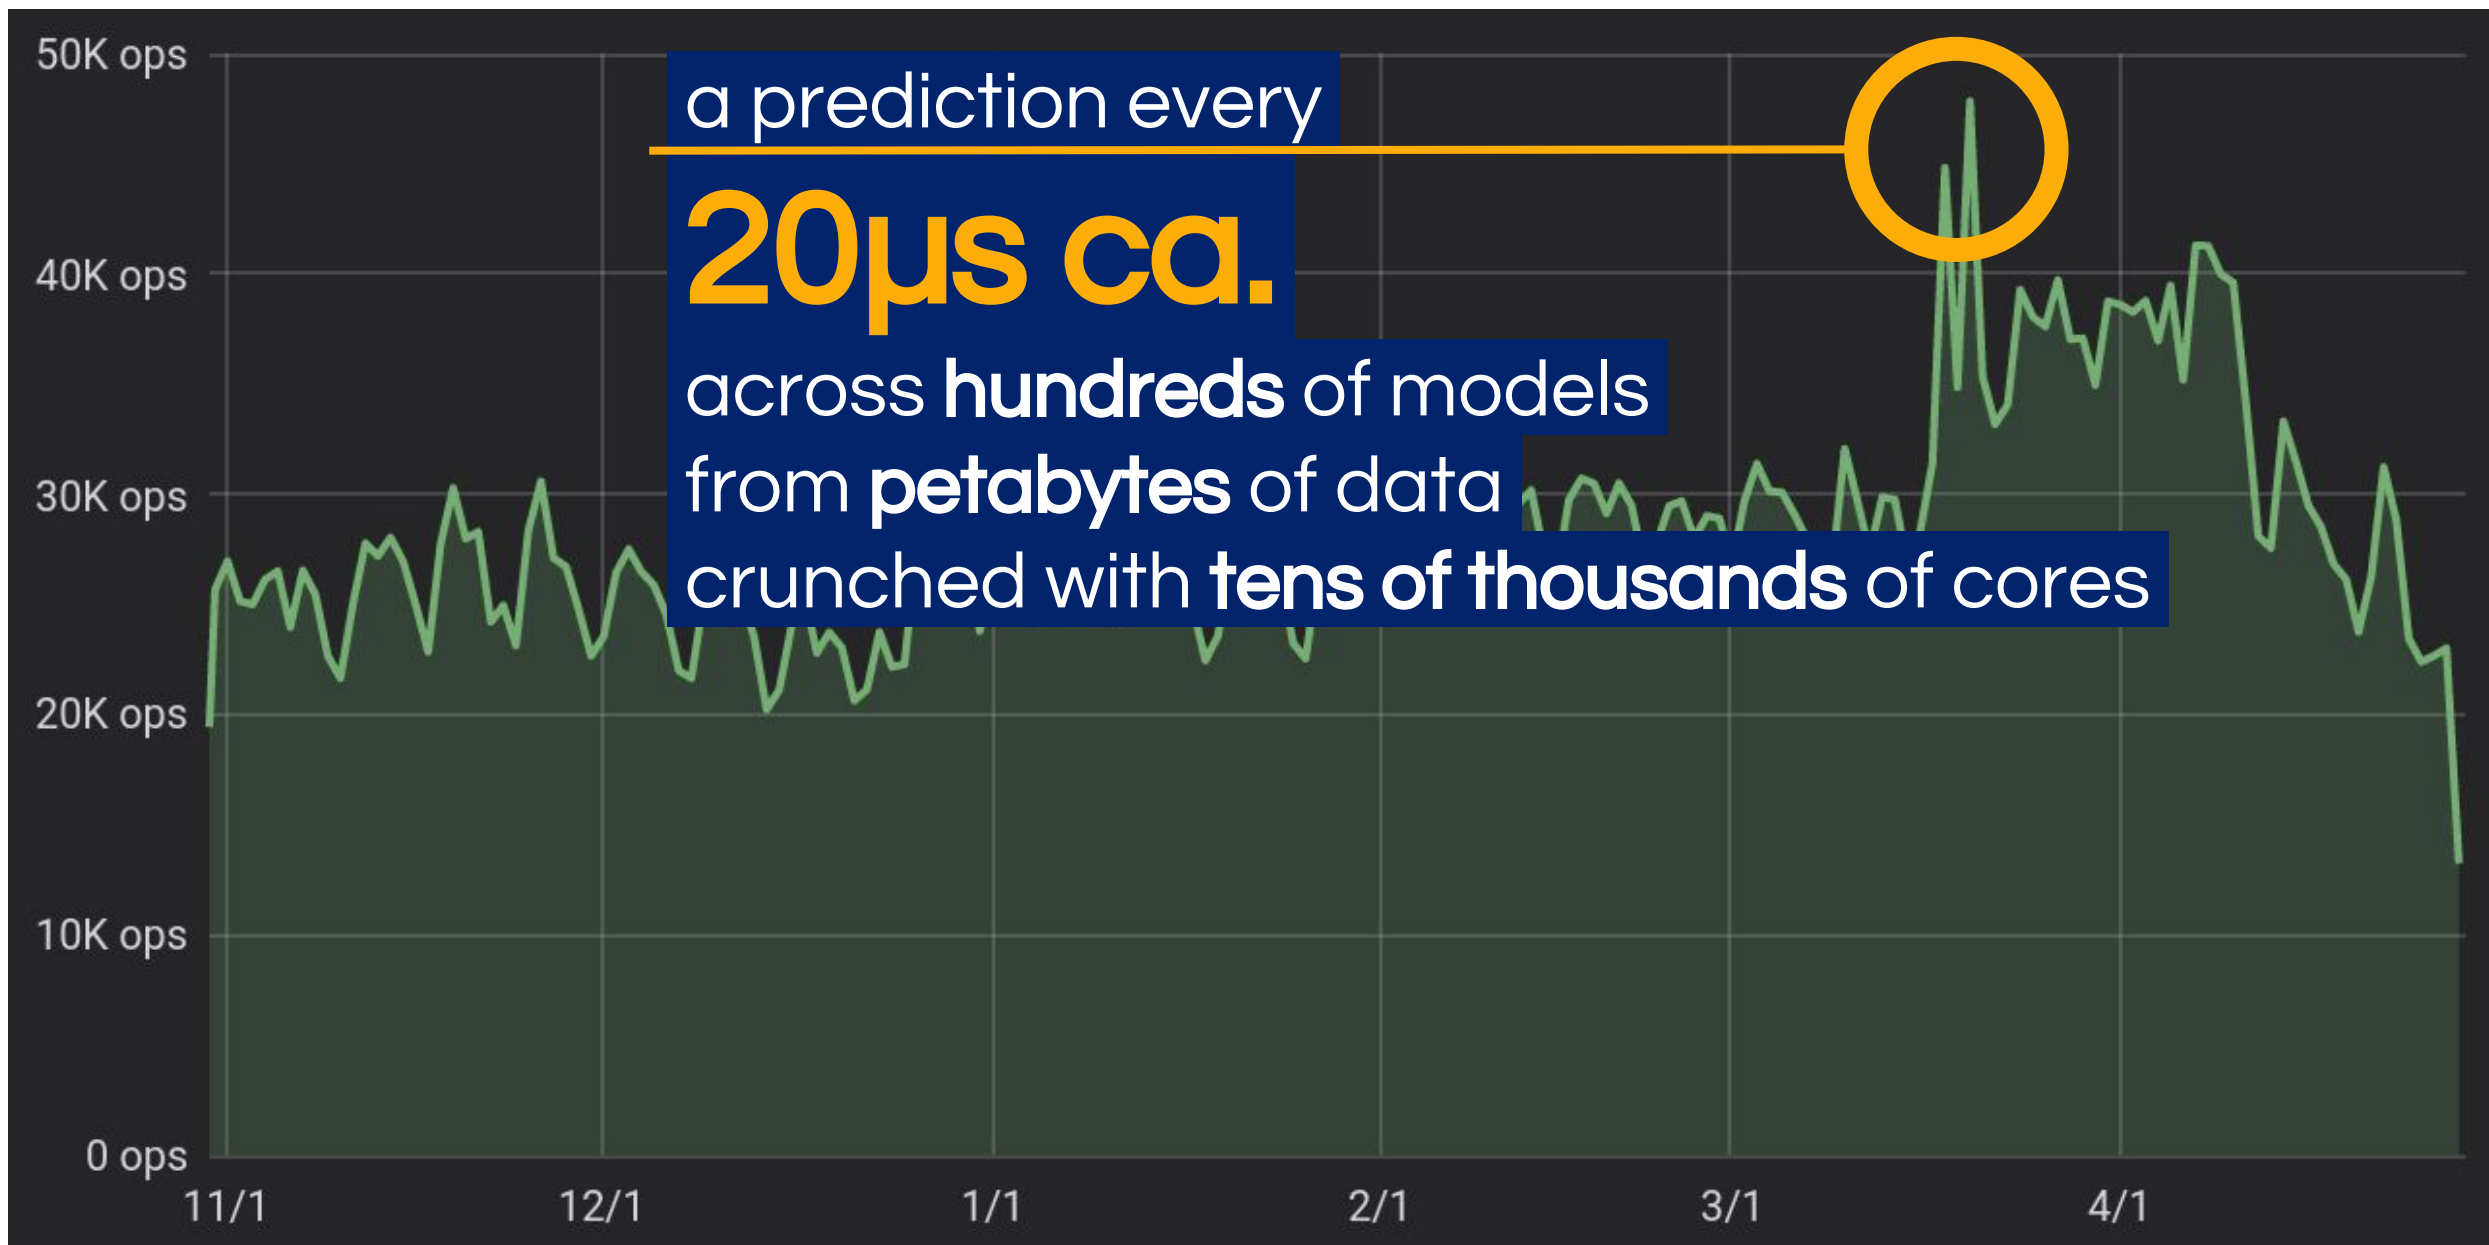 50K ops
40K ops
30K ops
20K ops
10K ops
0 ops
a prediction every
20µs ca.
across hundreds of models
from petabytes of data
crunched with tens of thousands of cores
11/1 12/1 1/1 2/1 3/1 4/1